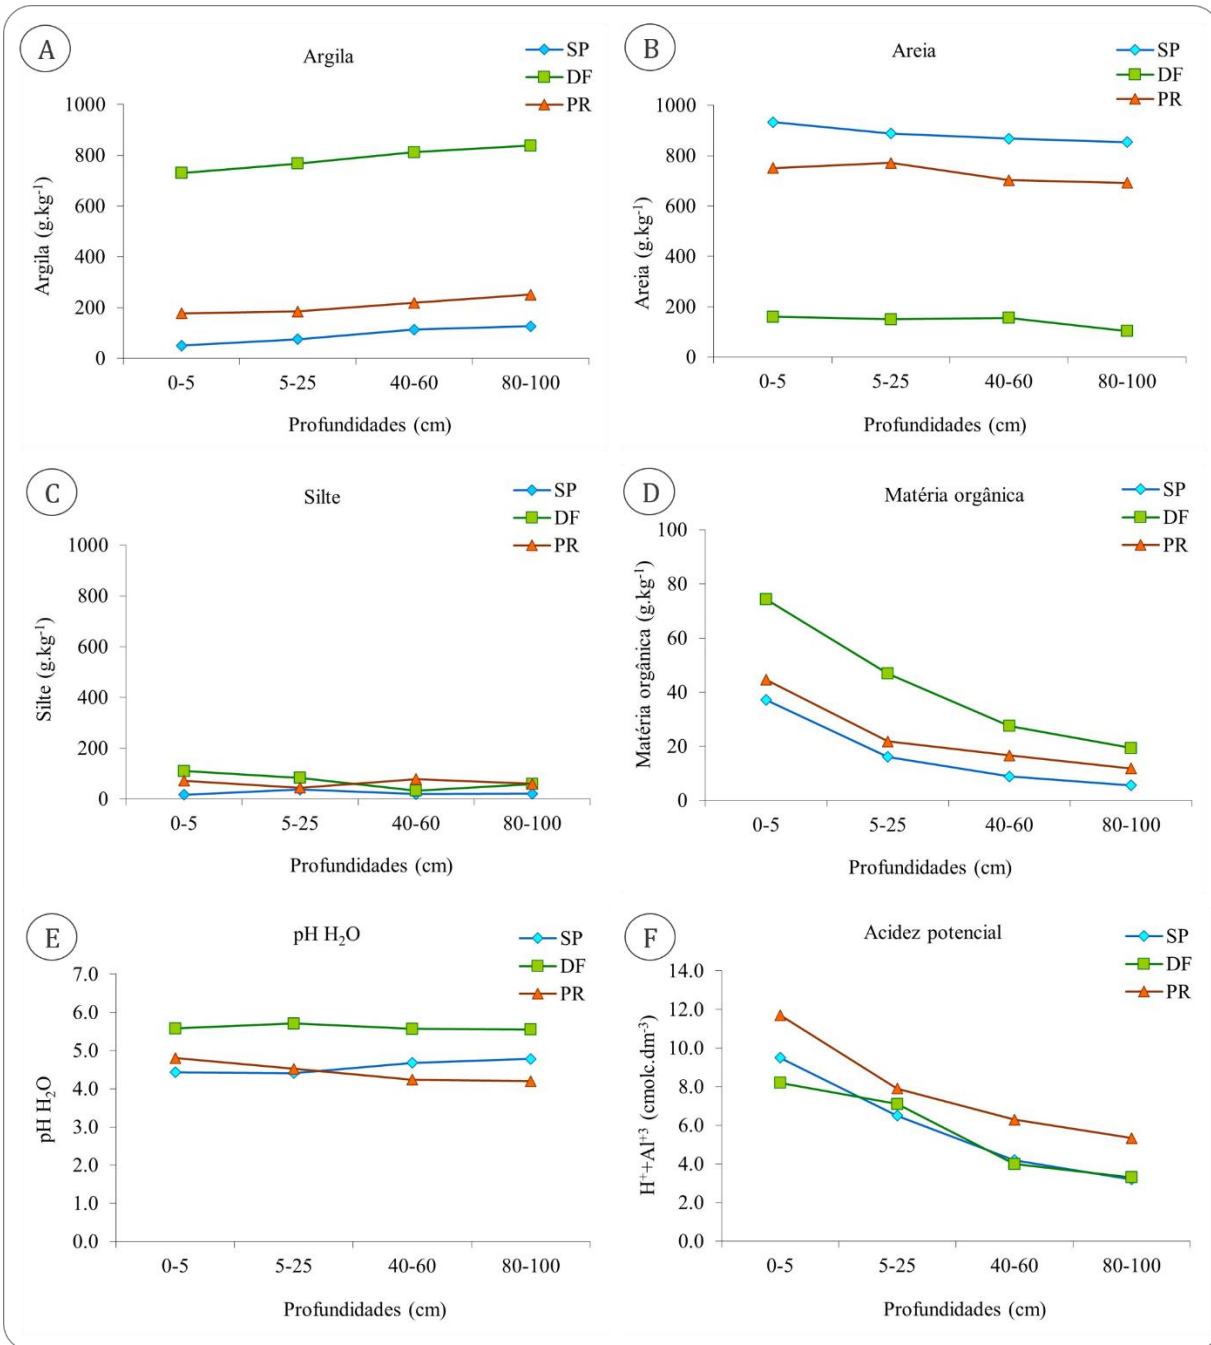 A
Argila
SP
DF
PR
1000
800
600
400
200
0
Argila (g.kg⁻¹)
0-5
5-25
40-60
80-100
Profundidades (cm)
B
Areia
SP
DF
PR
1000
800
600
400
200
0
Areia (g.kg⁻¹)
0-5
5-25
40-60
80-100
Profundidades (cm)
C
Silte
SP
DF
PR
1000
800
600
400
200
0
Silte (g.kg⁻¹)
0-5
5-25
40-60
80-100
Profundidades (cm)
D
Matéria orgânica
SP
DF
PR
100
80
60
40
20
0
Matéria orgânica (g.kg⁻¹)
0-5
5-25
40-60
80-100
Profundidades (cm)
E
pH H₂O
SP
DF
PR
7.0
6.0
5.0
4.0
3.0
2.0
1.0
0.0
pH H₂O
0-5
5-25
40-60
80-100
Profundidades (cm)
F
Acidez potencial
SP
DF
PR
14.0
12.0
10.0
8.0
6.0
4.0
2.0
0.0
H⁺+Al⁺³ (cmolc.dm⁻³)
0-5
5-25
40-60
80-100
Profundidades (cm)